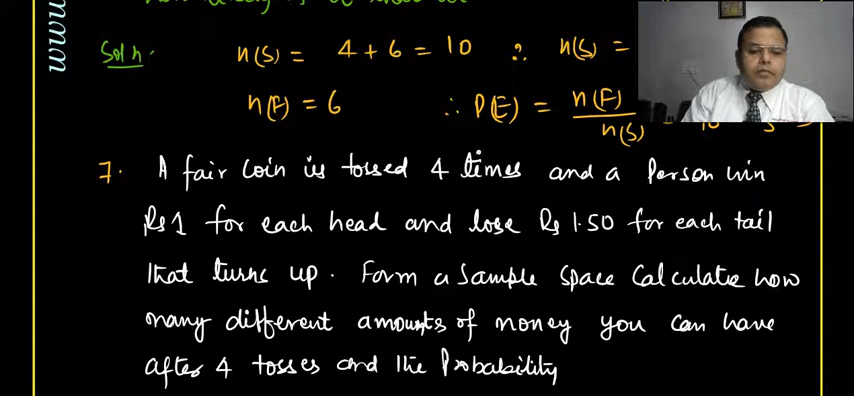 www
Soln.
n(S) = 4 + 6 = 10 ∴ n(S) =
n(F) = 6 ∴ P(E) = n(F)/n(S)
7. A fair coin is tossed 4 times and a Person win
Rs 1 for each head and lose Rs 1.50 for each tail
that turns up. Form a Sample Space Calculate how
many different amounts of money you can have
after 4 tosses and the Probability